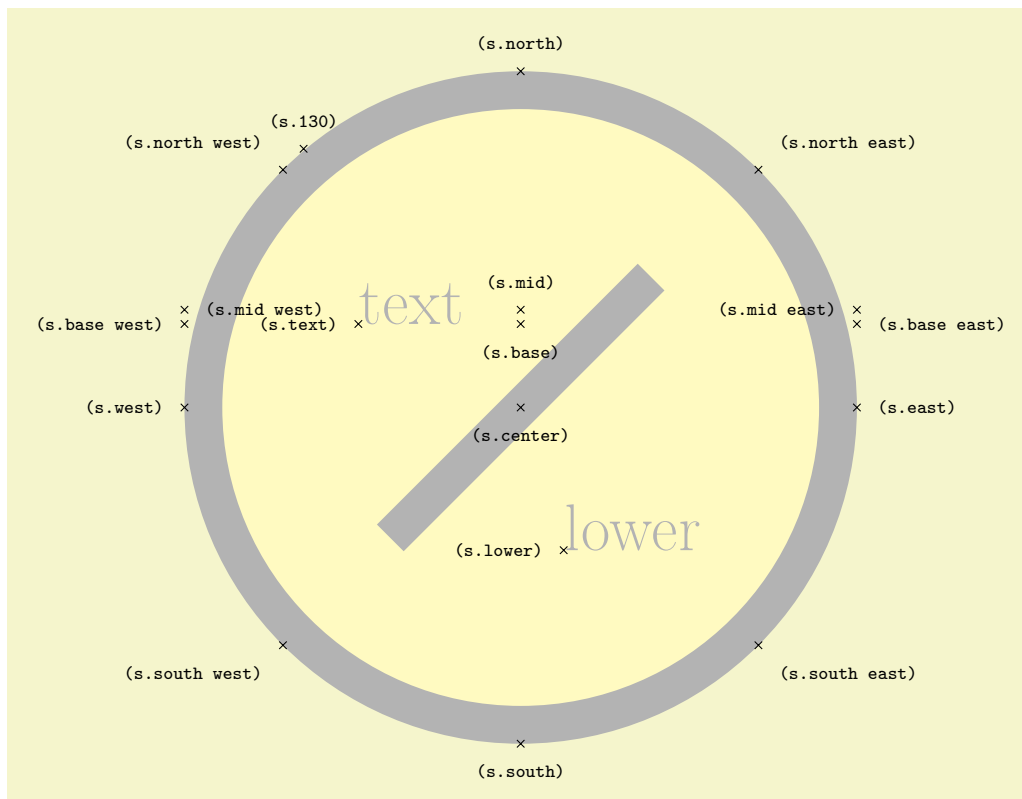 (s.north)
(s.130)
(s.north west)
(s.north east)
text
(s.mid)
(s.mid west)
(s.mid east)
(s.base west)
(s.text)
(s.base east)
(s.base)
(s.west)
(s.east)
(s.center)
lower
(s.lower)
(s.south west)
(s.south east)
(s.south)